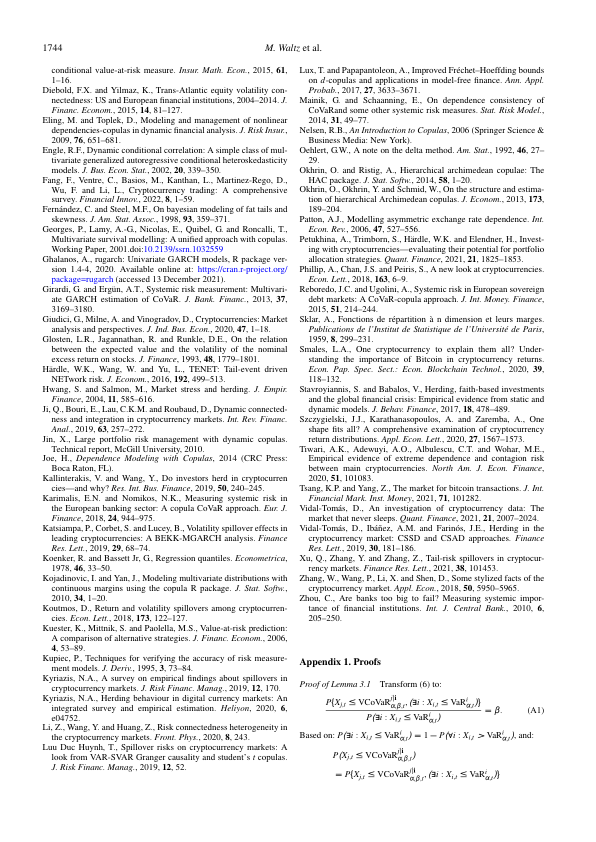 1744
M. Waltz et al.
conditional value-at-risk measure. Insur. Math. Econ., 2015, 61,
1–16.
Diebold, F.X. and Yilmaz, K., Trans-Atlantic equity volatility con-
nectedness: US and European financial institutions, 2004–2014. J.
Financ. Econom., 2015, 14, 81–127.
Eling, M. and Toplek, D., Modeling and management of nonlinear
dependencies-copulas in dynamic financial analysis. J. Risk Insur.,
2009, 76, 651–681.
Engle, R.F., Dynamic conditional correlation: A simple class of mul-
tivariate generalized autoregressive conditional heteroskedasticity
models. J. Bus. Econ. Stat., 2002, 20, 339–350.
Fang, F., Ventre, C., Basios, M., Kanthan, L., Martinez-Rego, D.,
Wu, F. and Li, L., Cryptocurrency trading: A comprehensive
survey. Financial Innov., 2022, 8, 1–59.
Fernández, C. and Steel, M.F., On bayesian modeling of fat tails and
skewness. J. Am. Stat. Assoc., 1998, 93, 359–371.
Georges, P., Lamy, A.-G., Nicolas, E., Quibel, G. and Roncalli, T.,
Multivariate survival modelling: A unified approach with copulas.
Working Paper, 2001. doi:10.2139/ssrn.1032559
Ghalanos, A., rugarch: Univariate GARCH models, R package ver-
sion 1.4-4, 2020. Available online at: https://cran.r-project.org/
package=rugarch (accessed 13 December 2021).
Girardi, G. and Ergün, A.T., Systemic risk measurement: Multivari-
ate GARCH estimation of CoVaR. J. Bank. Financ., 2013, 37,
3169–3180.
Giudici, G., Milne, A. and Vinogradov, D., Cryptocurrencies: Market
analysis and perspectives. J. Ind. Bus. Econ., 2020, 47, 1–18.
Glosten, L.R., Jagannathan, R. and Runkle, D.E., On the relation
between the expected value and the volatility of the nominal
excess return on stocks. J. Finance, 1993, 48, 1779–1801.
Härdle, W.K., Wang, W. and Yu, L., TENET: Tail-event driven
NETwork risk. J. Econom., 2016, 192, 499–513.
Hwang, S. and Salmon, M., Market stress and herding. J. Empir.
Finance, 2004, 11, 585–616.
Ji, Q., Bouri, E., Lau, C.K.M. and Roubaud, D., Dynamic connected-
ness and integration in cryptocurrency markets. Int. Rev. Financ.
Anal., 2019, 63, 257–272.
Jin, X., Large portfolio risk management with dynamic copulas.
Technical report, McGill University, 2010.
Joe, H., Dependence Modeling with Copulas, 2014 (CRC Press:
Boca Raton, FL).
Kallinterakis, V. and Wang, Y., Do investors herd in cryptocurren
cies—and why? Res. Int. Bus. Finance, 2019, 50, 240–245.
Karimalis, E.N. and Nomikos, N.K., Measuring systemic risk in
the European banking sector: A copula CoVaR approach. Eur. J.
Finance, 2018, 24, 944–975.
Katsiampa, P., Corbet, S. and Lucey, B., Volatility spillover effects in
leading cryptocurrencies: A BEKK-MGARCH analysis. Finance
Res. Lett., 2019, 29, 68–74.
Koenker, R. and Bassett Jr, G., Regression quantiles. Econometrica,
1978, 46, 33–50.
Kojadinovic, I. and Yan, J., Modeling multivariate distributions with
continuous margins using the copula R package. J. Stat. Softw.,
2010, 34, 1–20.
Koutmos, D., Return and volatility spillovers among cryptocurren-
cies. Econ. Lett., 2018, 173, 122–127.
Kuester, K., Mittnik, S. and Paolella, M.S., Value-at-risk prediction:
A comparison of alternative strategies. J. Financ. Econom., 2006,
4, 53–89.
Kupiec, P., Techniques for verifying the accuracy of risk measure-
ment models. J. Deriv., 1995, 3, 73–84.
Kyriazis, N.A., A survey on empirical findings about spillovers in
cryptocurrency markets. J. Risk Financ. Manag., 2019, 12, 170.
Kyriazis, N.A., Herding behaviour in digital currency markets: An
integrated survey and empirical estimation. Heliyon, 2020, 6,
e04752.
Li, Z., Wang, Y. and Huang, Z., Risk connectedness heterogeneity in
the cryptocurrency markets. Front. Phys., 2020, 8, 243.
Luu Duc Huynh, T., Spillover risks on cryptocurrency markets: A
look from VAR-SVAR Granger causality and student's t copulas.
J. Risk Financ. Manag., 2019, 12, 52.
Lux, T. and Papapantoleon, A., Improved Fréchet–Hoeffding bounds
on d-copulas and applications in model-free finance. Ann. Appl.
Probab., 2017, 27, 3633–3671.
Mainik, G. and Schaanning, E., On dependence consistency of
CoVaRand some other systemic risk measures. Stat. Risk Model.,
2014, 31, 49–77.
Nelsen, R.B., An Introduction to Copulas, 2006 (Springer Science &
Business Media: New York).
Oehlert, G.W., A note on the delta method. Am. Stat., 1992, 46, 27–
29.
Okhrin, O. and Ristig, A., Hierarchical archimedean copulae: The
HAC package. J. Stat. Softw., 2014, 58, 1–20.
Okhrin, O., Okhrin, Y. and Schmid, W., On the structure and estima-
tion of hierarchical Archimedean copulas. J. Econom., 2013, 173,
189–204.
Patton, A.J., Modelling asymmetric exchange rate dependence. Int.
Econ. Rev., 2006, 47, 527–556.
Petukhina, A., Trimborn, S., Härdle, W.K. and Elendner, H., Invest-
ing with cryptocurrencies—evaluating their potential for portfolio
allocation strategies. Quant. Finance, 2021, 21, 1825–1853.
Phillip, A., Chan, J.S. and Peiris, S., A new look at cryptocurrencies.
Econ. Lett., 2018, 163, 6–9.
Reboredo, J.C. and Ugolini, A., Systemic risk in European sovereign
debt markets: A CoVaR-copula approach. J. Int. Money. Finance,
2015, 51, 214–244.
Sklar, A., Fonctions de répartition à n dimension et leurs marges.
Publications de l'Institut de Statistique de l'Université de Paris,
1959, 8, 299–231.
Smales, L.A., One cryptocurrency to explain them all? Under-
standing the importance of Bitcoin in cryptocurrency returns.
Econ. Pap. Spec. Sect.: Econ. Blockchain Technol., 2020, 39,
118–132.
Stavroyiannis, S. and Babalos, V., Herding, faith-based investments
and the global financial crisis: Empirical evidence from static and
dynamic models. J. Behav. Finance, 2017, 18, 478–489.
Szczygielski, J.J., Karathanasopoulos, A. and Zaremba, A., One
shape fits all? A comprehensive examination of cryptocurrency
return distributions. Appl. Econ. Lett., 2020, 27, 1567–1573.
Tiwari, A.K., Adewuyi, A.O., Albulescu, C.T. and Wohar, M.E.,
Empirical evidence of extreme dependence and contagion risk
between main cryptocurrencies. North Am. J. Econ. Finance,
2020, 51, 101083.
Tsang, K.P. and Yang, Z., The market for bitcoin transactions. J. Int.
Financial Mark. Inst. Money, 2021, 71, 101282.
Vidal-Tomás, D., An investigation of cryptocurrency data: The
market that never sleeps. Quant. Finance, 2021, 21, 2007–2024.
Vidal-Tomás, D., Ibáñez, A.M. and Farinós, J.E., Herding in the
cryptocurrency market: CSSD and CSAD approaches. Finance
Res. Lett., 2019, 30, 181–186.
Xu, Q., Zhang, Y. and Zhang, Z., Tail-risk spillovers in cryptocur-
rency markets. Finance Res. Lett., 2021, 38, 101453.
Zhang, W., Wang, P., Li, X. and Shen, D., Some stylized facts of the
cryptocurrency market. Appl. Econ., 2018, 50, 5950–5965.
Zhou, C., Are banks too big to fail? Measuring systemic impor-
tance of financial institutions. Int. J. Central Bank., 2010, 6,
205–250.
Appendix 1. Proofs
Proof of Lemma 3.1 Transform (6) to:
P{X_{j,t} ≤ VCoVaR^{j|i}_{α,β,t}, (∃i : X_{i,t} ≤ VaR^i_{α,t})} / P(∃i : X_{i,t} ≤ VaR^i_{α,t}) = β. (A1)
Based on: P(∃i : X_{i,t} ≤ VaR^i_{α,t}) = 1 − P(∀i : X_{i,t} > VaR^i_{α,t}), and:
P(X_{j,t} ≤ VCoVaR^{j|i}_{α,β,t})
= P{X_{j,t} ≤ VCoVaR^{j|i}_{α,β,t}, (∃i : X_{i,t} ≤ VaR^i_{α,t})}